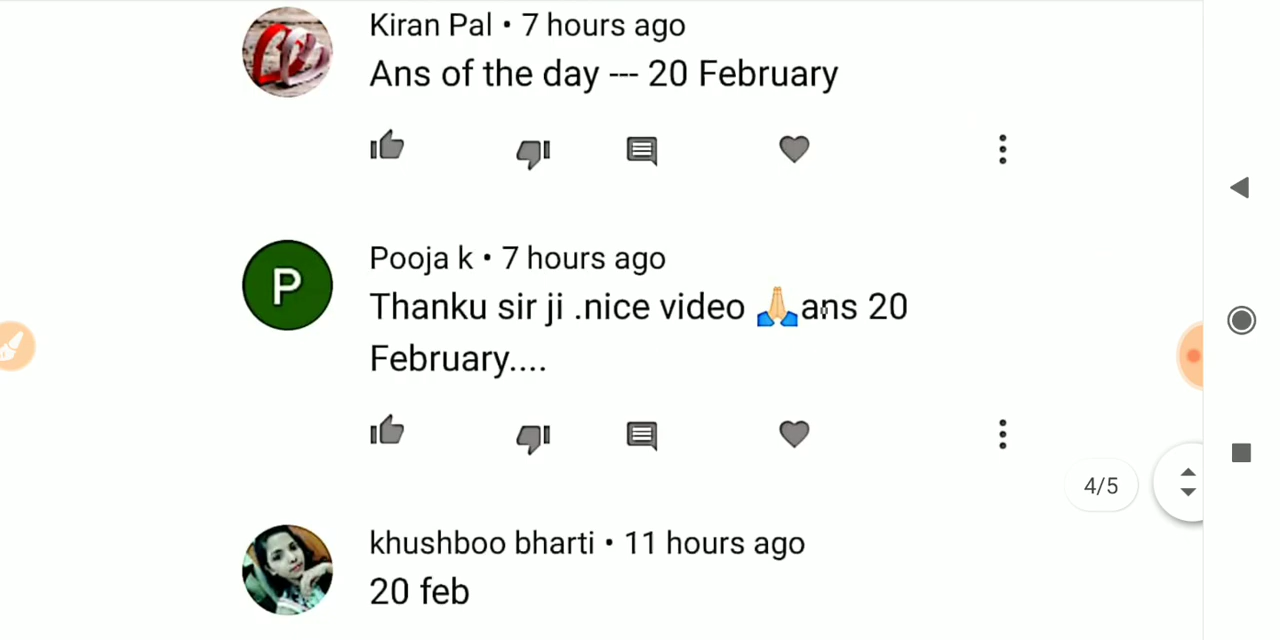 Kiran Pal • 7 hours ago
Ans of the day --- 20 February
P
Pooja k • 7 hours ago
Thanku sir ji .nice video 🙏ans 20
February....
4/5
khushboo bharti • 11 hours ago
20 feb